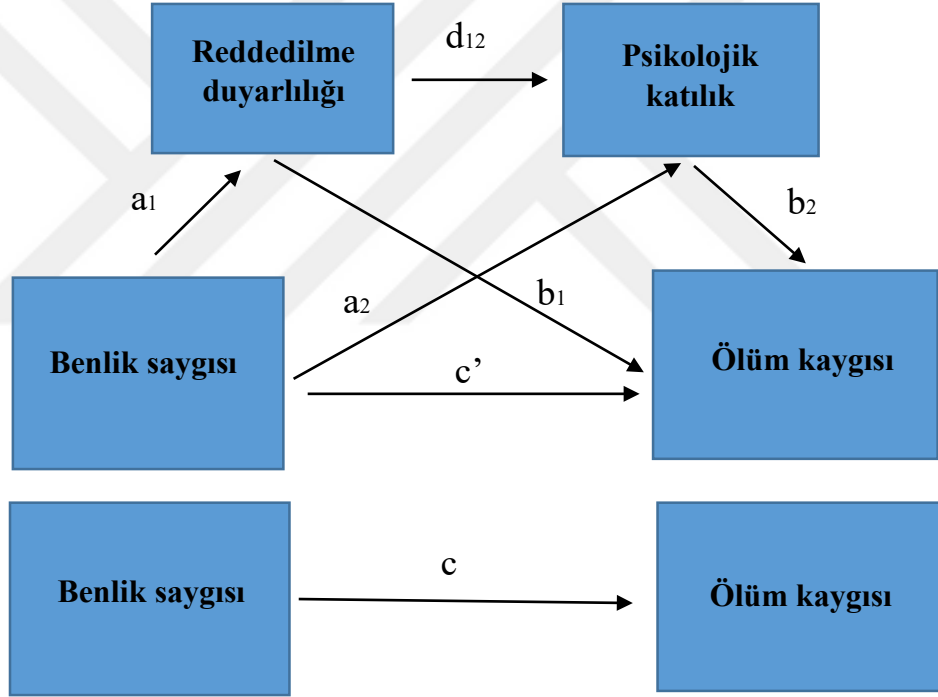 Reddedilme
duyarlılığı
d12
Psikolojik
katılık
a1
b2
a2
b1
Benlik saygısı
c’
Ölüm kaygısı
Benlik saygısı
c
Ölüm kaygısı